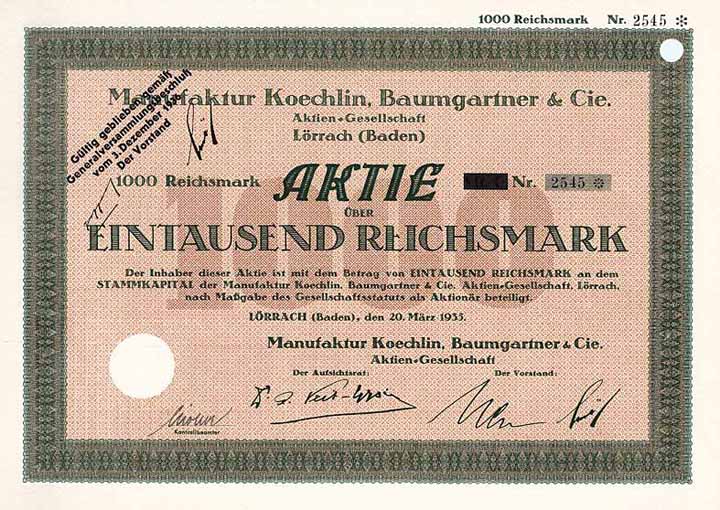 1000 Reichsmark Nr. 2545 *
Manufaktur Koechlin, Baumgartner & Cie.
Aktien-Gesellschaft
Lörrach (Baden)
Gültig geblieben gemäß
Generalversammlungsbeschluß
vom 3. Dezember
Der Vorstand
1000 Reichsmark AKTIE Nr. 2545 *
ÜBER
EINTAUSEND REICHSMARK
1000
Der Inhaber dieser Aktie ist mit dem Betrag von EINTAUSEND REICHSMARK an dem
STAMMKAPITAL der Manufaktur Koechlin, Baumgartner & Cie. Aktien-Gesellschaft, Lörrach,
nach Maßgabe des Gesellschaftsstatuts als Aktionär beteiligt.
LÖRRACH (Baden), den 20. März 1935.
Manufaktur Koechlin, Baumgartner & Cie.
Aktien-Gesellschaft
Der Aufsichtsrat: Der Vorstand:
Kontrollbeamter